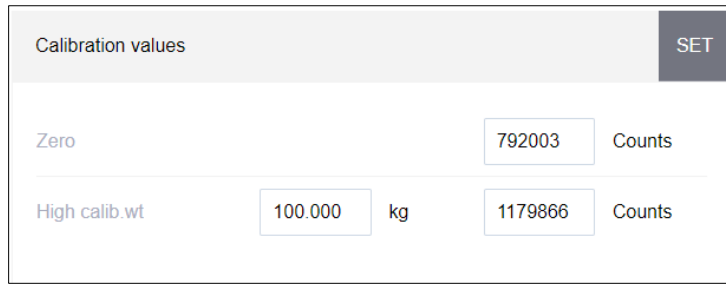 Calibration values SET
Zero 792003 Counts
High calib.wt 100.000 kg 1179866 Counts